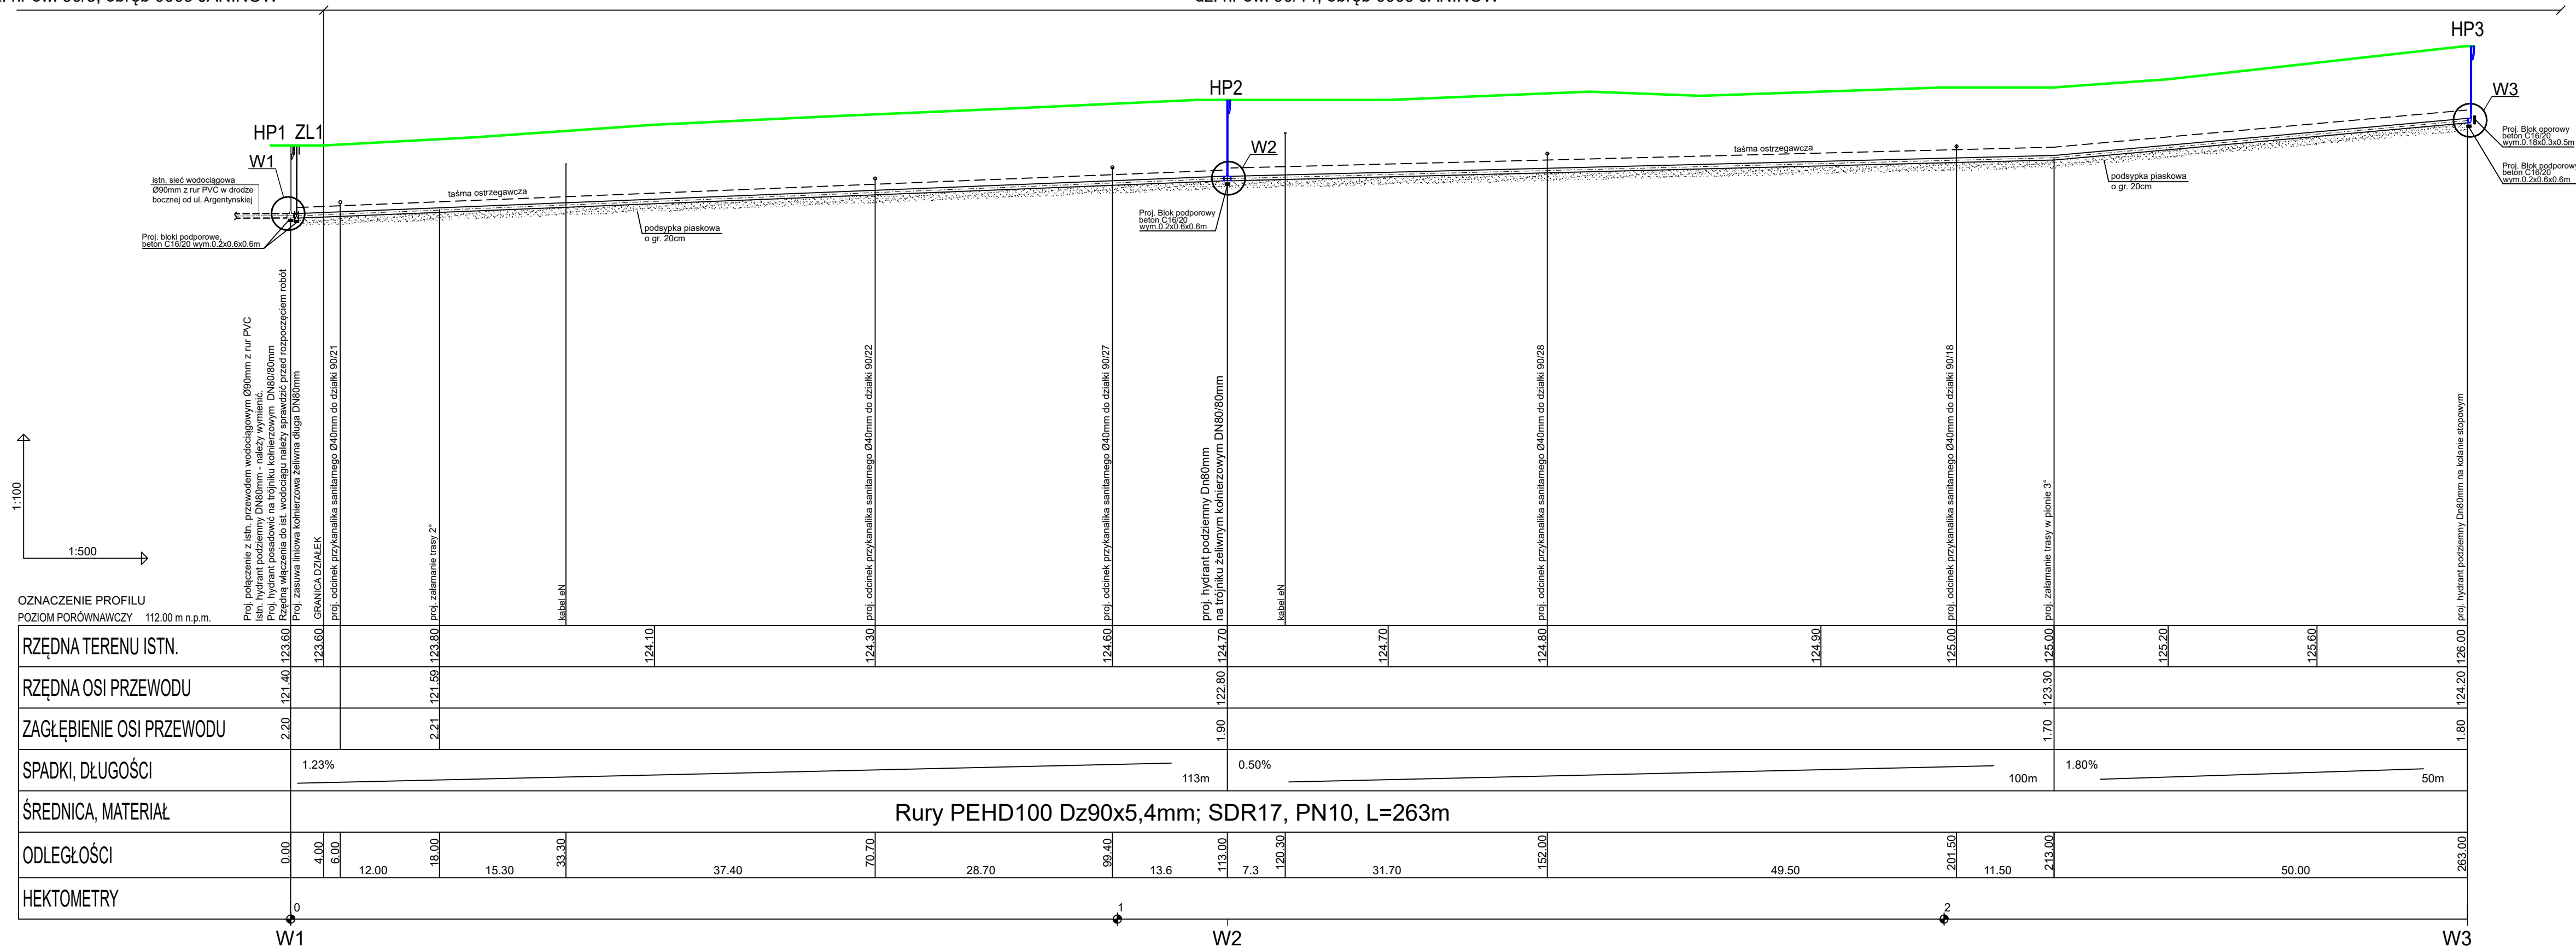 HP3
HP2
W3
HP1 ZL1
W1
W2
Proj. Blok oporowy
beton C16/20
wym.0.18x0.3x0.5m
Proj. Blok podporowy
beton C16/20
wym.0.2x0.6x0.6m
istn. sieć wodociągowa
Ø90mm z rur PVC w drodze
bocznej od ul. Argentynskiej
taśma ostrzegawcza
taśma ostrzegawcza
podsypka piaskowa
o gr. 20cm
Proj. Blok podporowy
beton C16/20
wym.0.2x0.6x0.6m
podsypka piaskowa
o gr. 20cm
Proj. bloki podporowe,
beton C16/20 wym.0.2x0.6x0.6m
Proj. połączenie z istn. przewodem wodociągowym Ø90mm z rur PVC
Istn. hydrant podziemny DN80mm - należy wymienić.
Proj. hydrant posadowić na trójniku kołnierzowym DN80/80mm
Rzędną włączenia do ist. wodociągu należy sprawdzić przed rozpoczęciem robót
Proj. zasuwa liniowa kołnierzowa żeliwna długa DN80mm
GRANICA DZIAŁEK
proj. odcinek przykanalika sanitarnego Ø40mm do działki 90/21
proj. załamanie trasy 2°
kabel eN
proj. odcinek przykanalika sanitarnego Ø40mm do działki 90/22
proj. odcinek przykanalika sanitarnego Ø40mm do działki 90/27
proj. hydrant podziemny Dn80mm
na trójniku żeliwnym kołnierzowym DN80/80mm
kabel eN
proj. odcinek przykanalika sanitarnego Ø40mm do działki 90/28
proj. odcinek przykanalika sanitarnego Ø40mm do działki 90/18
proj. załamanie trasy w pionie 3°
proj. hydrant podziemny Dn80mm na kolanie stopowym
1:100
1:500
OZNACZENIE PROFILU
POZIOM PORÓWNAWCZY 112.00 m n.p.m.
RZĘDNA TERENU ISTN. 123.60 123.60 123.80 124.10 124.30 124.60 124.70 124.70 124.80 124.90 125.00 125.00 125.20 125.60 126.00
RZĘDNA OSI PRZEWODU 121.40 121.59 122.80 123.30 124.20
ZAGŁĘBIENIE OSI PRZEWODU 2.20 2.21 1.90 1.70 1.80
SPADKI, DŁUGOŚCI 1.23% 113m 0.50% 100m 1.80% 50m
ŚREDNICA, MATERIAŁ Rury PEHD100 Dz90x5,4mm; SDR17, PN10, L=263m
ODLEGŁOŚCI 0.00 4.00 6.00 18.00 33.30 70.70 99.40 113.00 120.30 152.00 201.50 213.00 263.00
12.00 15.30 37.40 28.70 13.6 7.3 31.70 49.50 11.50 50.00
HEKTOMETRY 0 1 2
W1 W2 W3